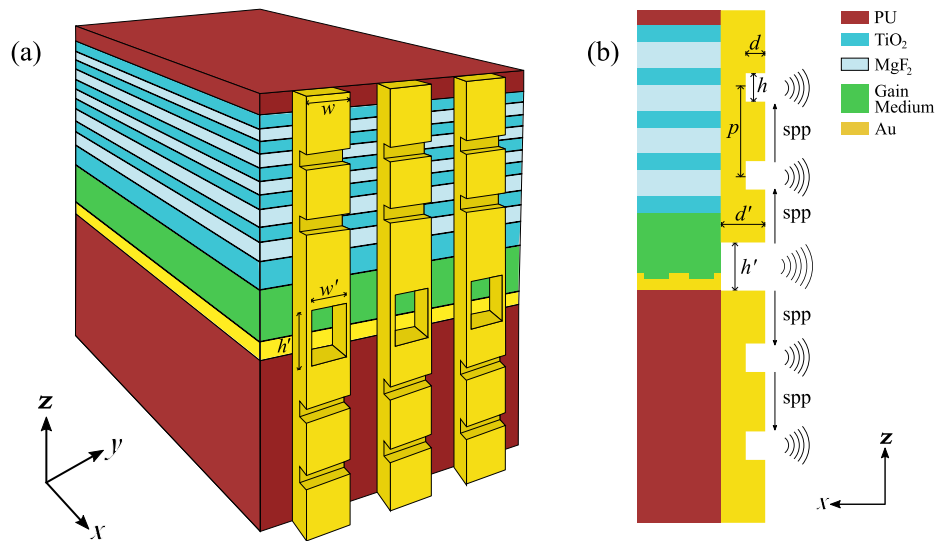 (a)
w
w′
h′
z
y
x
(b)
d
h
p
spp
spp
d′
h′
spp
spp
z
x
PU
TiO₂
MgF₂
Gain
Medium
Au